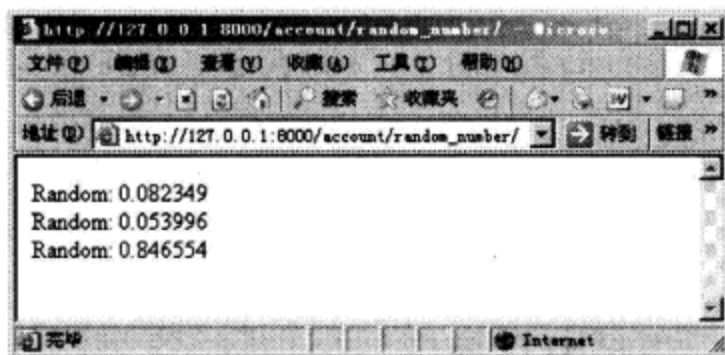 http://127.0.0.1:8000/account/random_number/ - Microso
文件(F) 编辑(E) 查看(V) 收藏(A) 工具(T) 帮助(H)
后退 搜索 收藏夹 »
地址(D) http://127.0.0.1:8000/account/random_number/ 转到 链接 »
Random: 0.082349
Random: 0.053996
Random: 0.846554
完毕 Internet